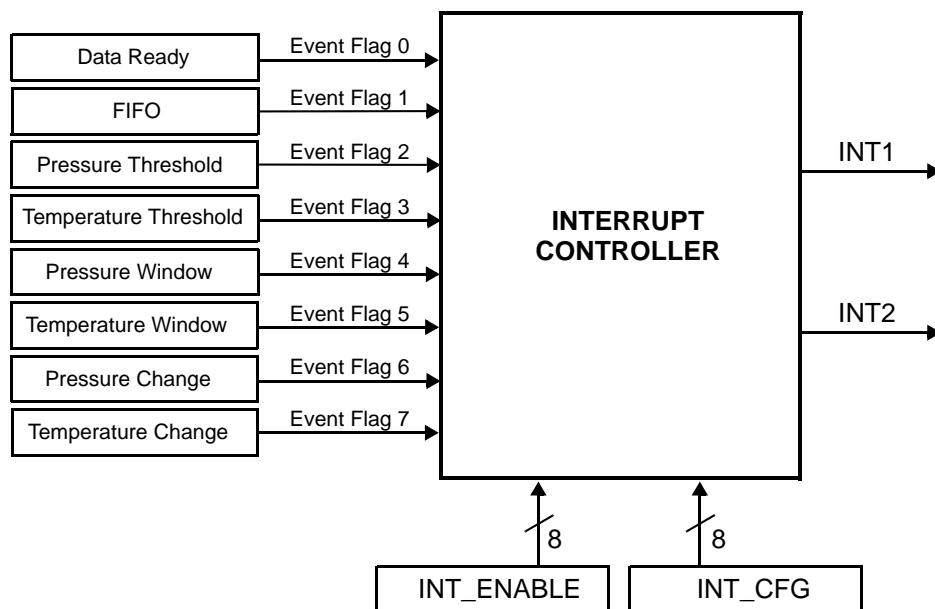 Data Ready
Event Flag 0
FIFO
Event Flag 1
Pressure Threshold
Event Flag 2
Temperature Threshold
Event Flag 3
Pressure Window
Event Flag 4
Temperature Window
Event Flag 5
Pressure Change
Event Flag 6
Temperature Change
Event Flag 7
INTERRUPT
CONTROLLER
INT1
INT2
8
8
INT_ENABLE
INT_CFG